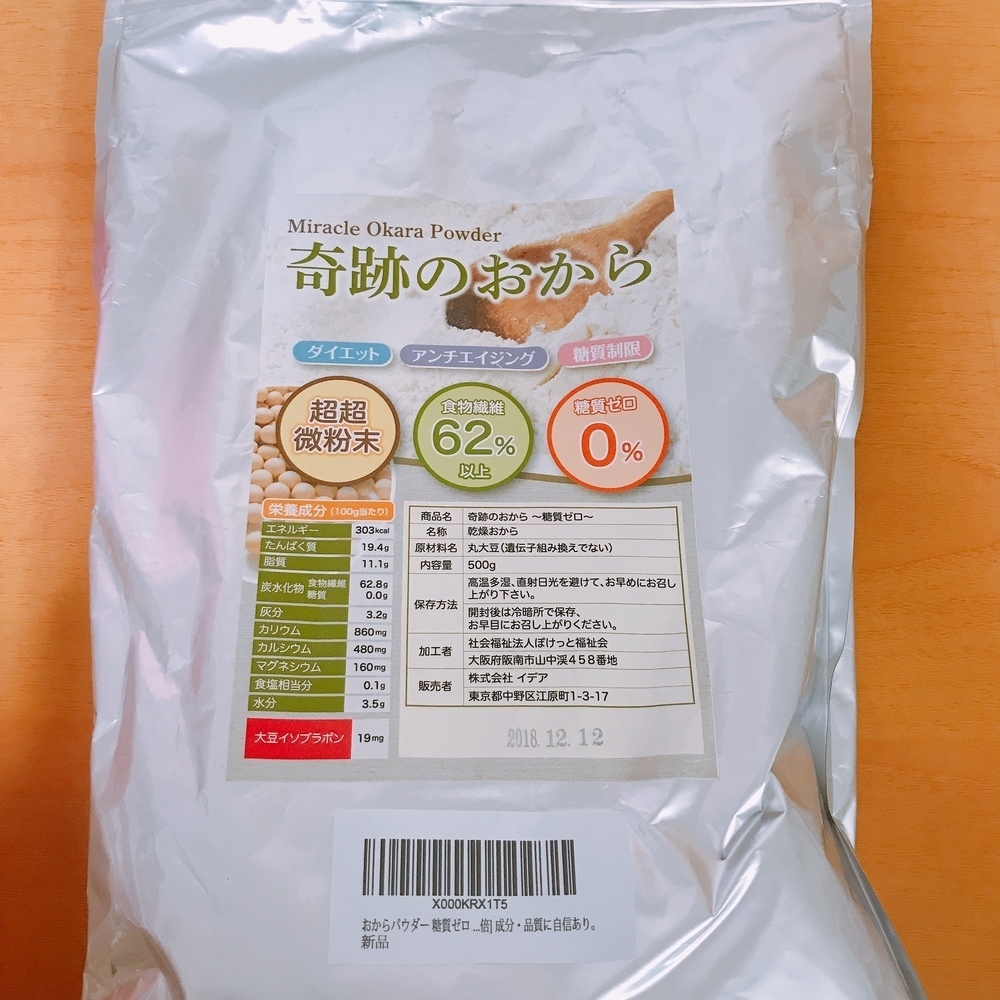 Miracle Okara Powder
奇跡のおから
ダイエット
アンチエイジング
糖質制限
超超
微粉末
食物繊維
62%
以上
糖質ゼロ
0%
栄養成分(100g当たり)
エネルギー 303kcal
たんぱく質 19.4g
脂質 11.1g
炭水化物 食物繊維 62.8g
糖質 0.0g
灰分 3.2g
カリウム 860mg
カルシウム 480mg
マグネシウム 160mg
食塩相当分 0.1g
水分 3.5g
大豆イソブラボン 19mg
商品名 奇跡のおから 〜糖質ゼロ〜
名称 乾燥おから
原材料名 丸大豆(遺伝子組み換えでない)
内容量 500g
保存方法 高温多湿、直射日光を避けて、お早めにお召し
上がり下さい。
開封後は冷暗所で保存、
お早目にお召し上がりください。
加工者 社会福祉法人ぽけっと福祉会
大阪府阪南市山中渓458番地
販売者 株式会社 イデア
東京都中野区江原町1-3-17
2018.12.12
X000KRX1T5
おからパウダー 糖質ゼロ ...倍] 成分・品質に自信あり。
新品